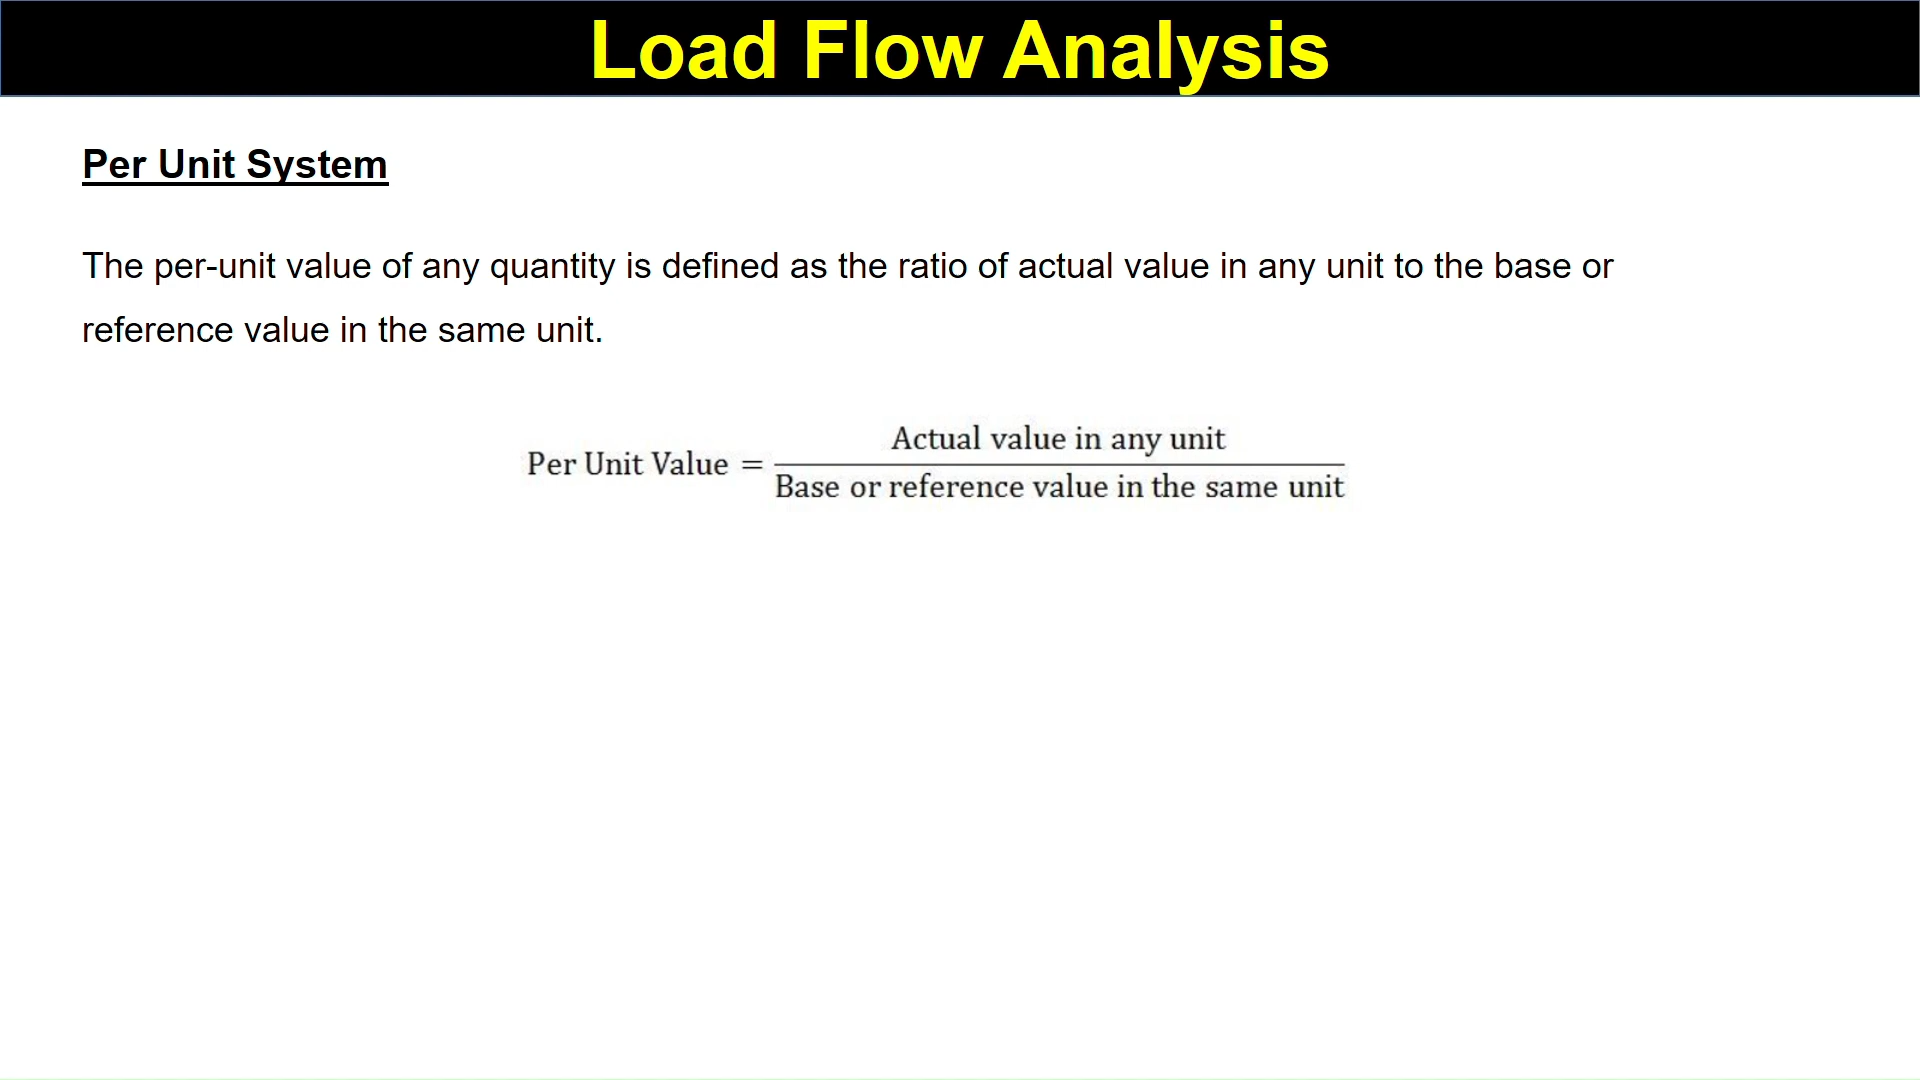 Load Flow Analysis
Per Unit System
The per-unit value of any quantity is defined as the ratio of actual value in any unit to the base or
reference value in the same unit.
Per Unit Value = Actual value in any unit
Base or reference value in the same unit